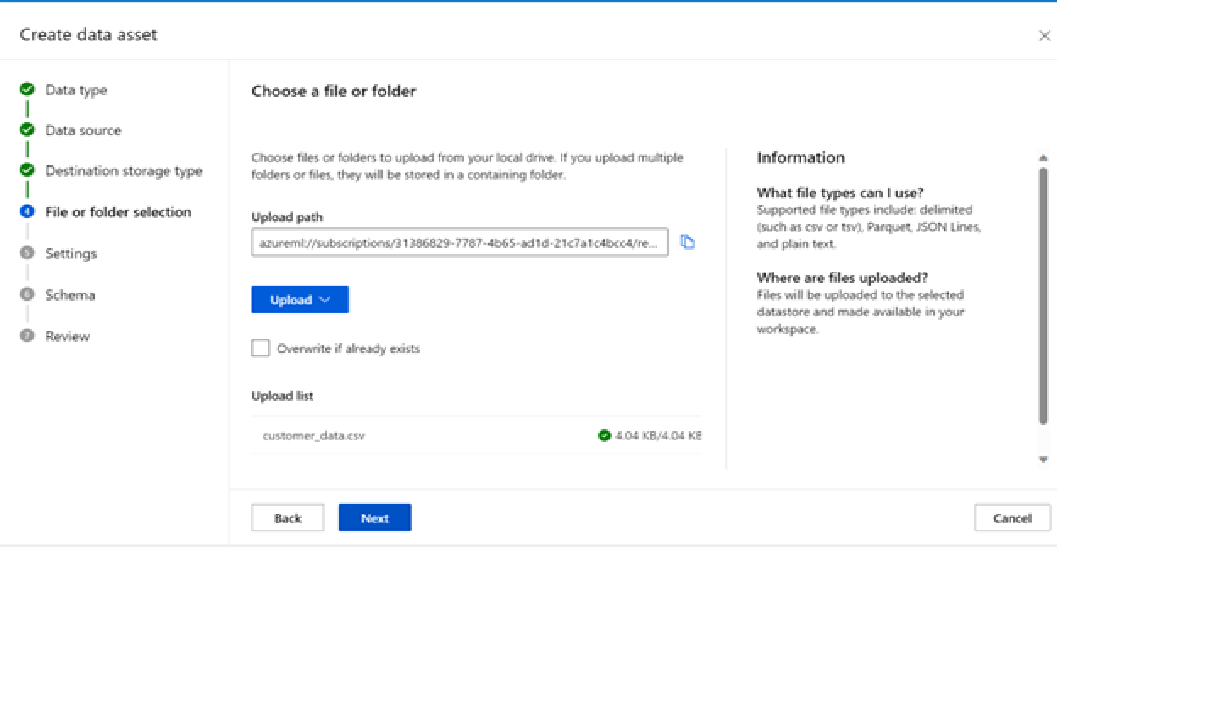 Create data asset
Data type
Data source
Destination storage type
4 File or folder selection
5 Settings
6 Schema
7 Review
Choose a file or folder
Choose files or folders to upload from your local drive. If you upload multiple
folders or files, they will be stored in a containing folder.
Upload path
azureml://subscriptions/31386829-7787-4b65-ad1d-21c7a1c4bcc4/re...
Upload
Overwrite if already exists
Upload list
customer_data.csv 4.04 KB/4.04 KB
Information
What file types can I use?
Supported file types include: delimited
(such as csv or tsv), Parquet, JSON Lines,
and plain text.
Where are files uploaded?
Files will be uploaded to the selected
datastore and made available in your
workspace.
Back
Next
Cancel